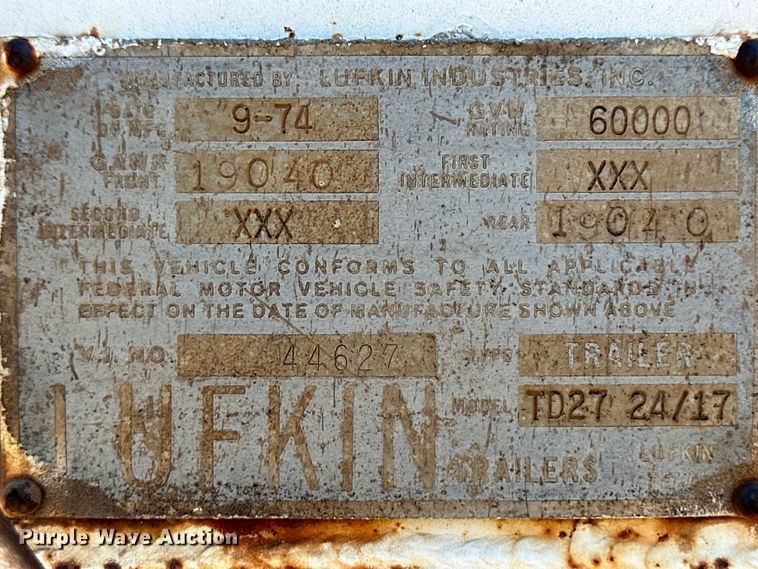 MANUFACTURED BY LUFKIN INDUSTRIES, INC.
DATE OF MFG. 9-74 GVW RATING 60000
GAWR FRONT 19040 FIRST INTERMEDIATE XXX
SECOND INTERMEDIATE XXX REAR 19040
THIS VEHICLE CONFORMS TO ALL APPLICABLE
FEDERAL MOTOR VEHICLE SAFETY STANDARDS IN
EFFECT ON THE DATE OF MANUFACTURE SHOWN ABOVE
V.I. NO. 44627 TYPE TRAILER
LUFKIN MODEL TD27 24/17
TRAILERS LUFKIN
Purple Wave Auction